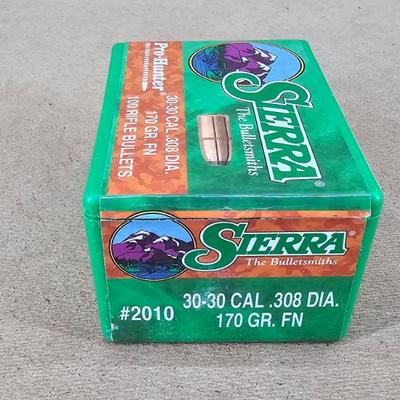 Pro-Hunter®
30-30 CAL .308 DIA.
170 GR. FN
100 RIFLE BULLETS
SIERRA®
The Bulletsmiths
SIERRA®
The Bulletsmiths
#2010
30-30 CAL .308 DIA.
170 GR. FN